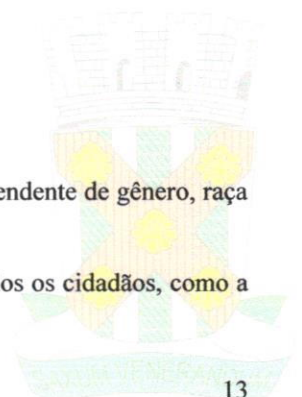 endente de gênero, raça
os os cidadãos, como a
13